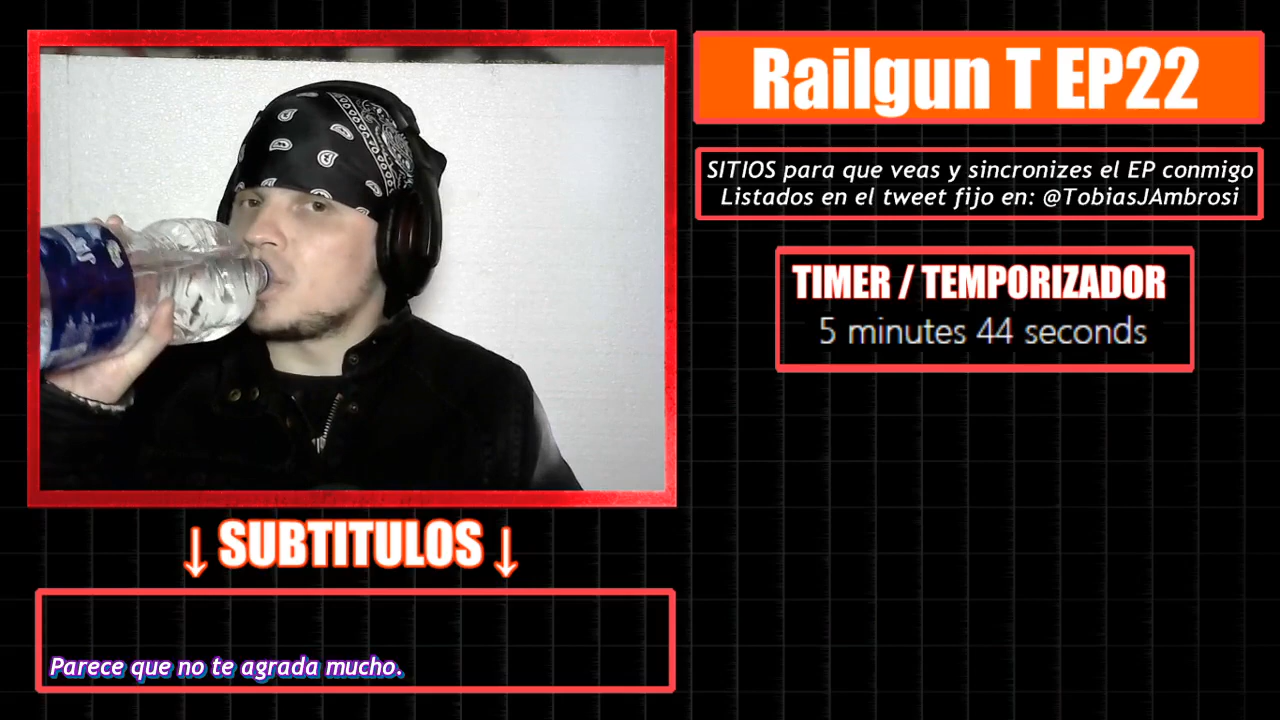 Railgun T EP22
SITIOS para que veas y sincronizes el EP conmigo
Listados en el tweet fijo en: @TobiasJAmbrosi
TIMER / TEMPORIZADOR
5 minutes 44 seconds
↓ SUBTITULOS ↓
Parece que no te agrada mucho.